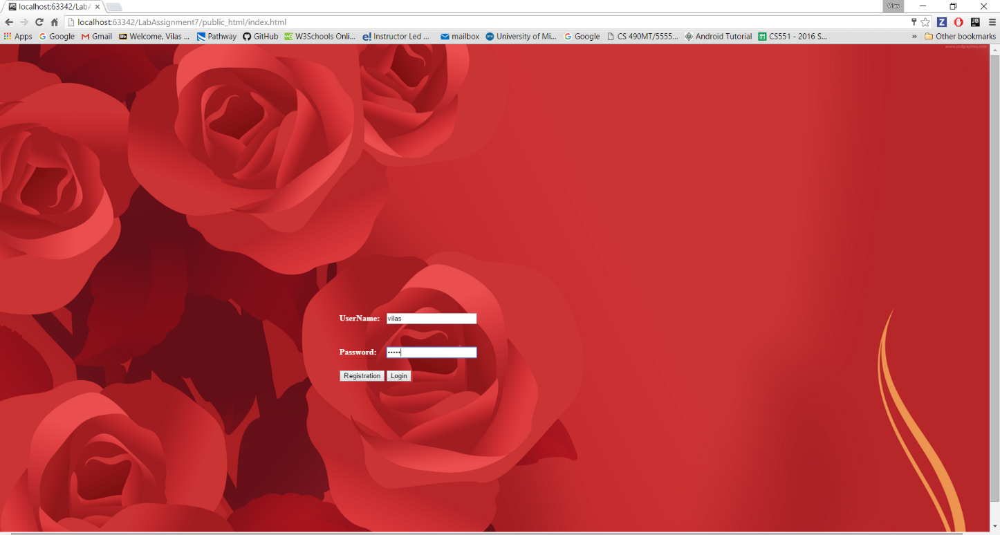 localhost:63342/LabA
Vilas
localhost:63342/LabAssignment7/public_html/index.html
Apps Google Gmail Welcome, Vilas ... Pathway GitHub W3Schools Onli... Instructor Led ... mailbox University of Mi... Google CS 490MT/5555... Android Tutorial CS551 - 2016 S... » Other bookmarks
UserName: vilas
Password: •••••
Registration Login